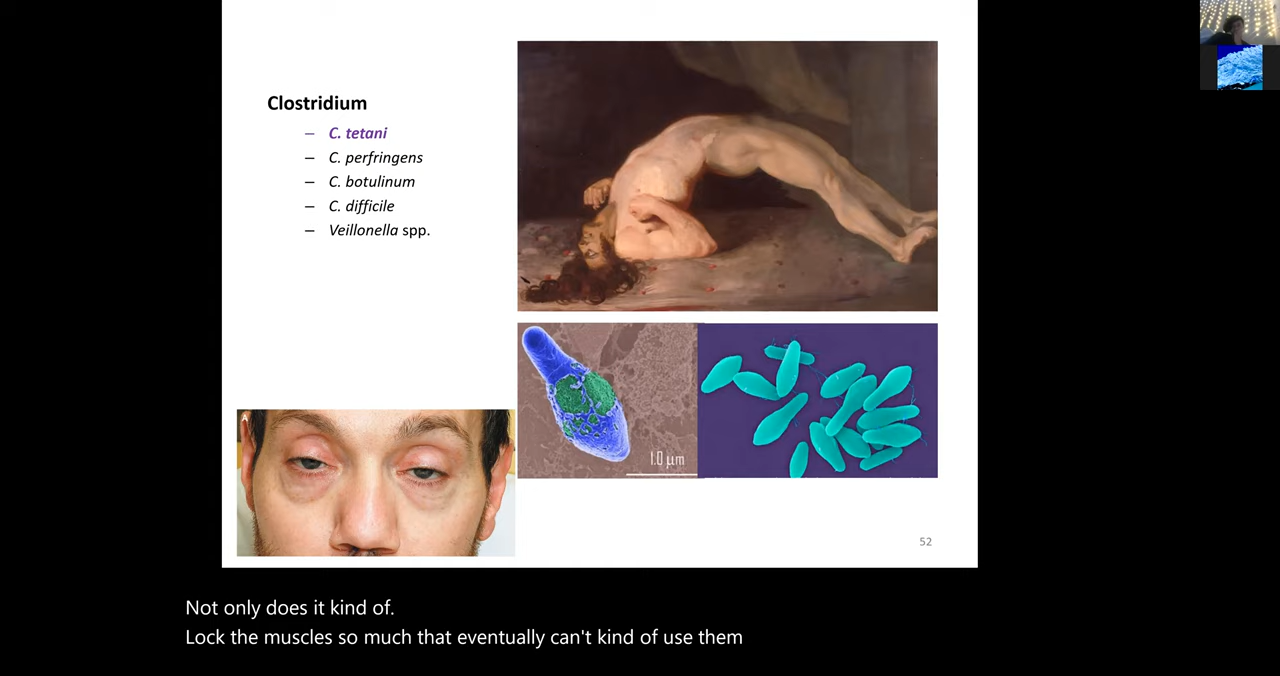 Clostridium
– C. tetani
– C. perfringens
– C. botulinum
– C. difficile
– Veillonella spp.
1.0 µm
A
52
Not only does it kind of.
Lock the muscles so much that eventually can't kind of use them